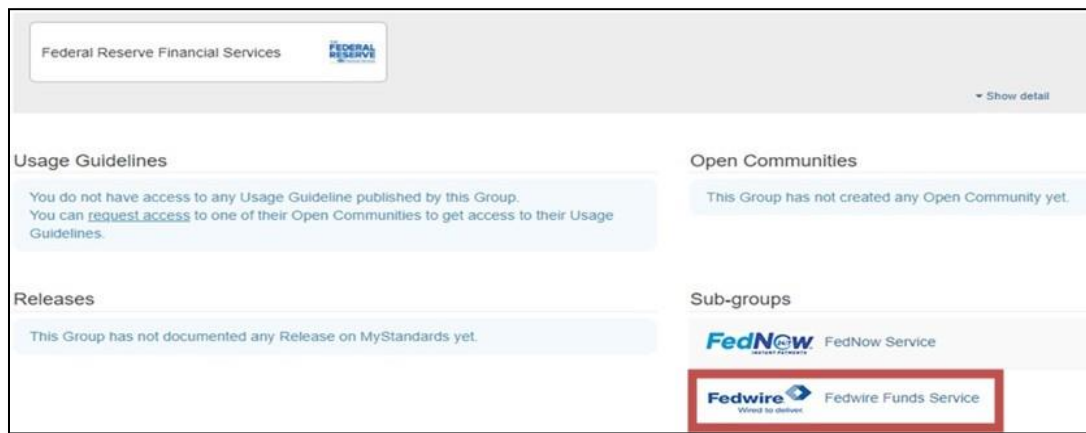 Federal Reserve Financial Services
THE
FEDERAL
RESERVE
Show detail
Usage Guidelines
You do not have access to any Usage Guideline published by this Group.
You can request access to one of their Open Communities to get access to their Usage
Guidelines.
Open Communities
This Group has not created any Open Community yet.
Releases
This Group has not documented any Release on MyStandards yet.
Sub-groups
FedNow
INSTANT PAYMENTS
FedNow Service
Fedwire
Wired to deliver.
Fedwire Funds Service